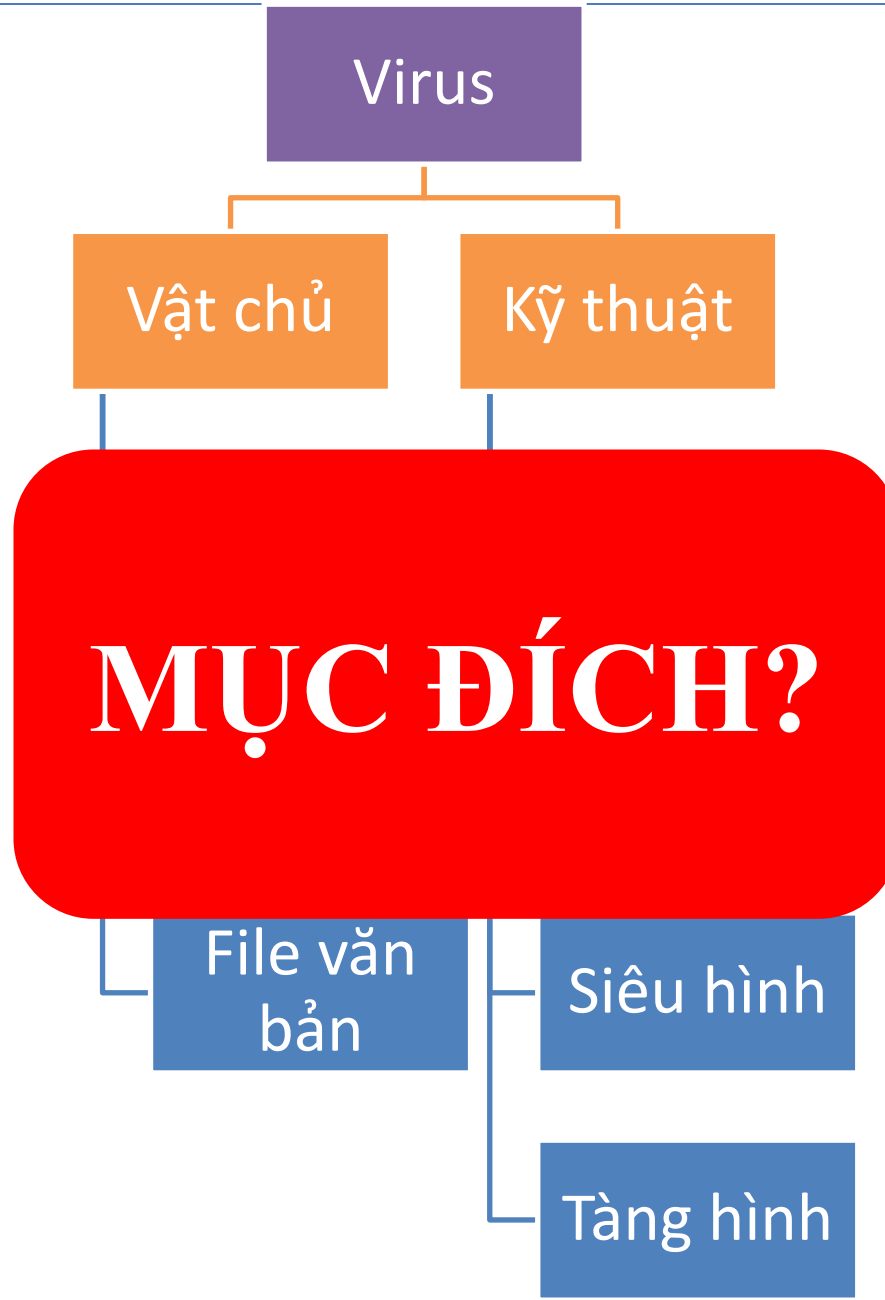 Virus
Vật chủ
Kỹ thuật
MỤC ĐÍCH?
File văn
bản
Siêu hình
Tàng hình